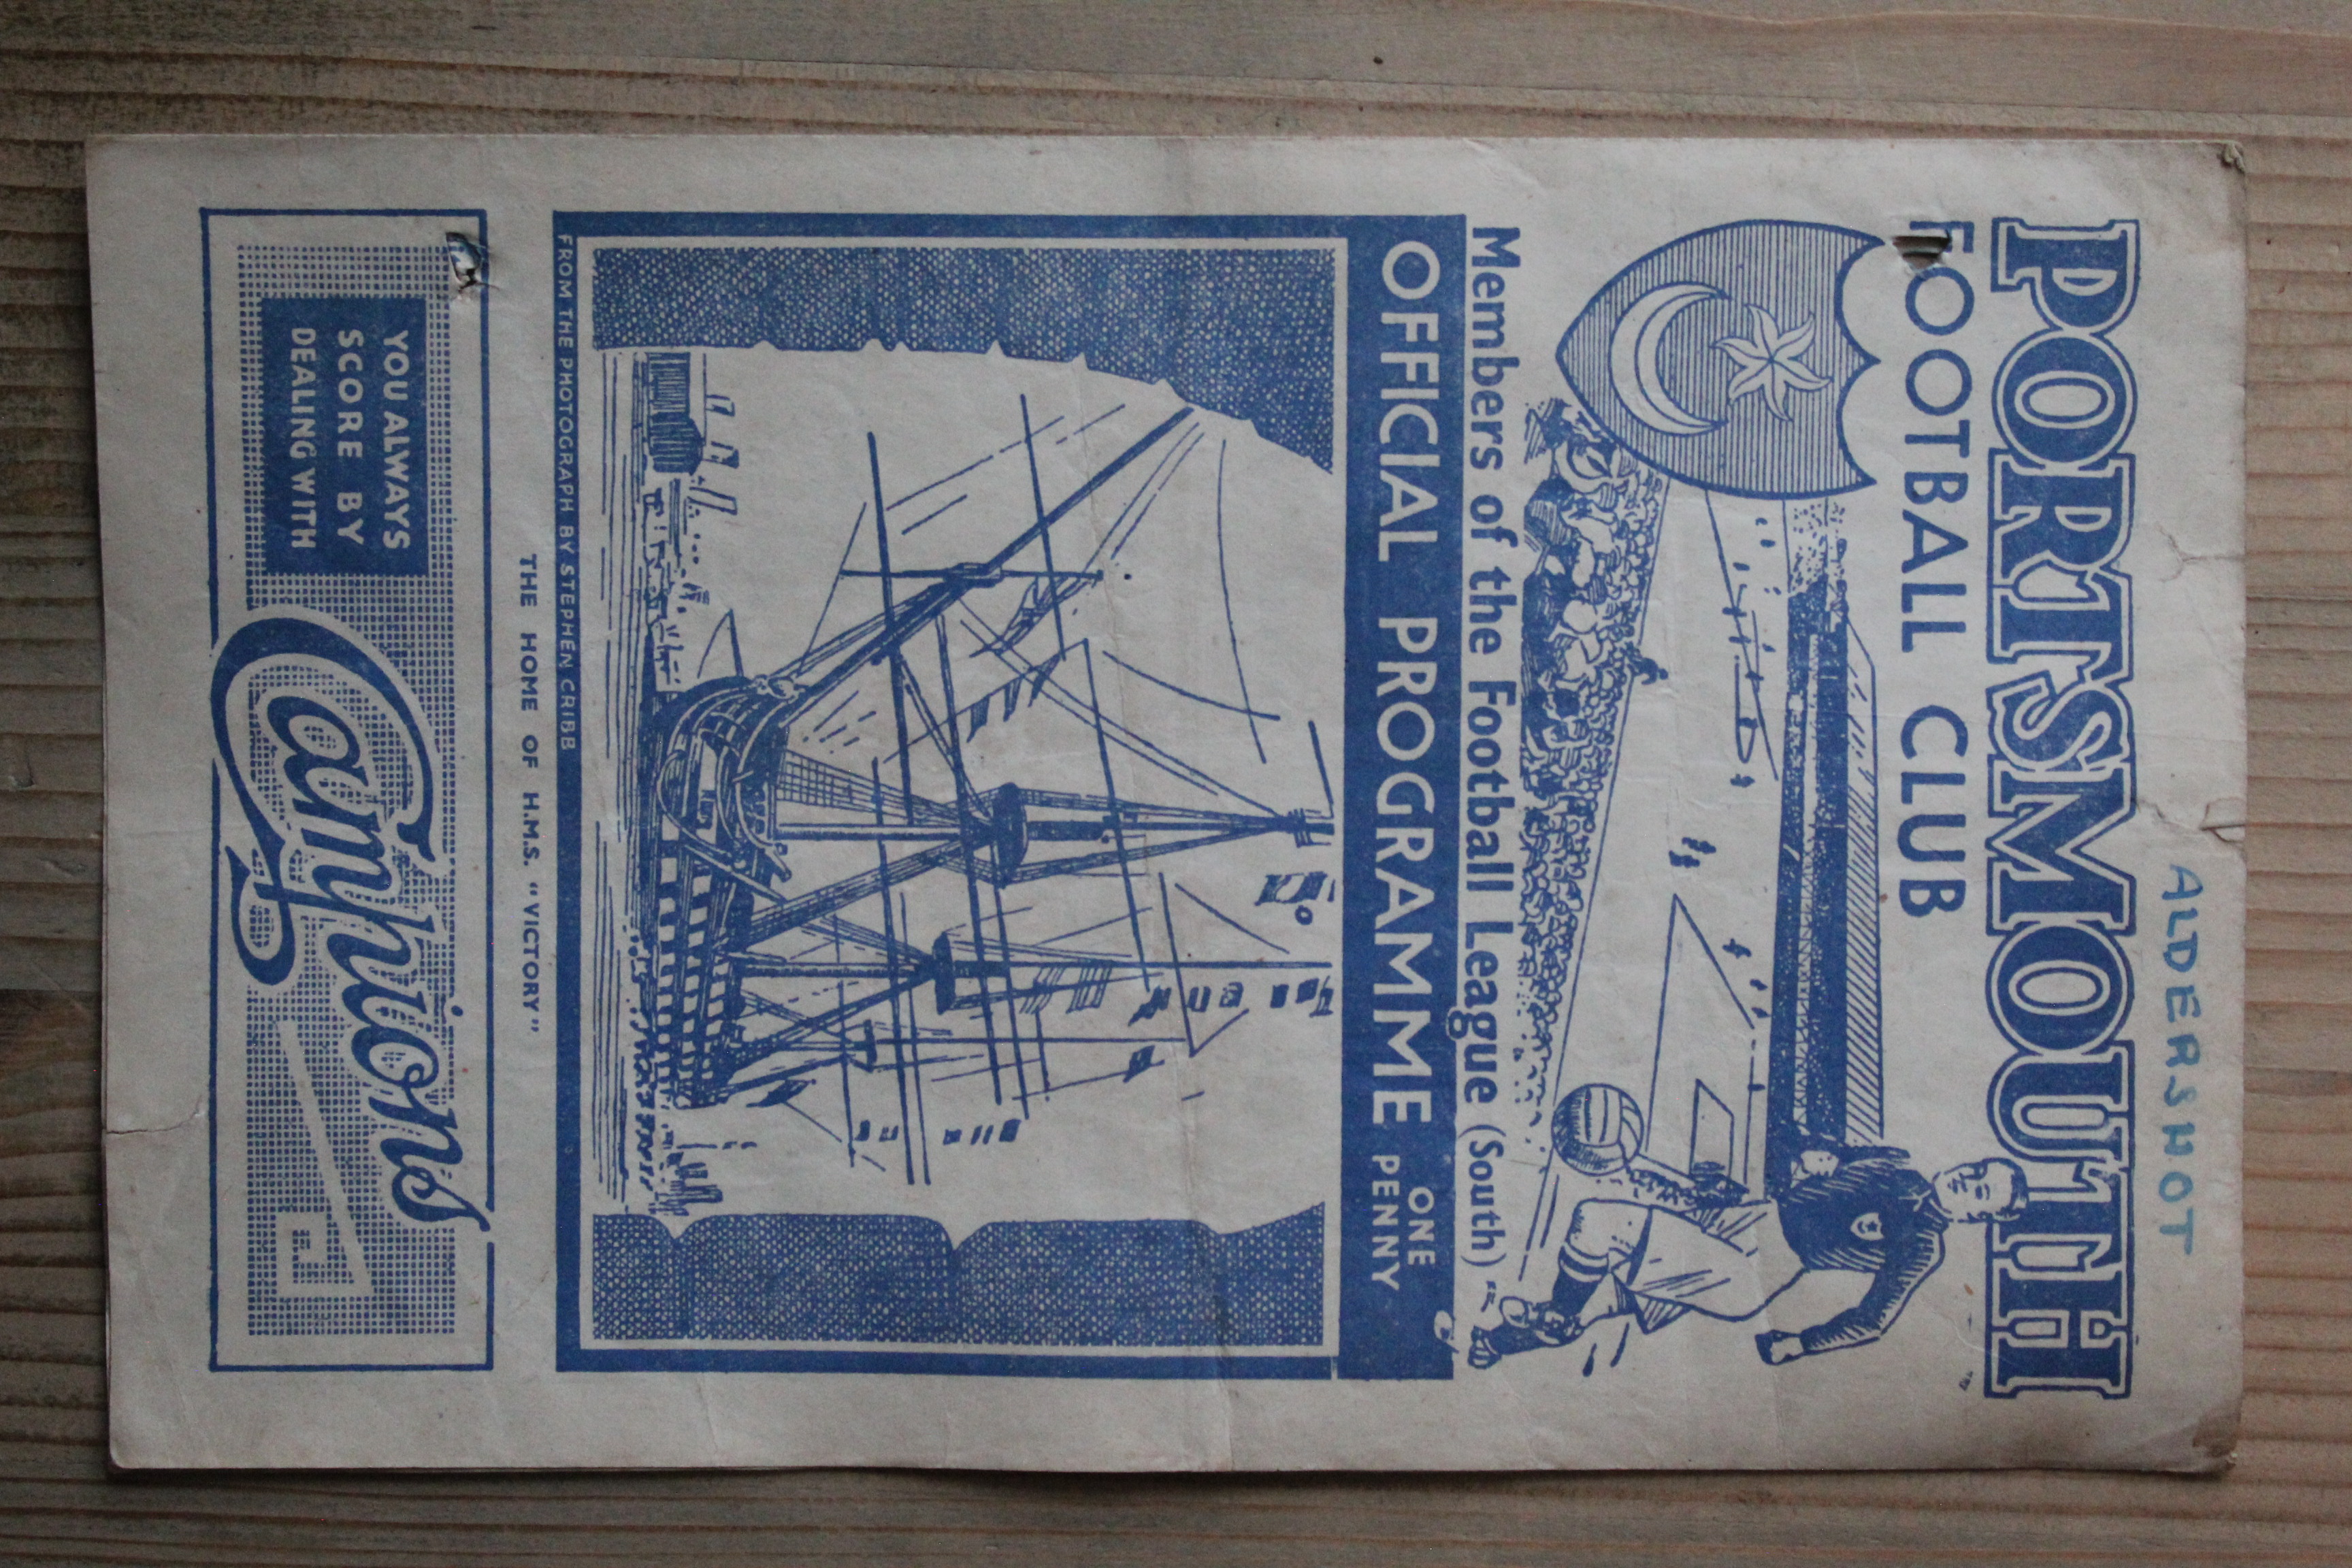 ALDERSHOT
PORTSMOUTH
FOOTBALL CLUB
Members of the Football League (South)
OFFICIAL PROGRAMME ONE PENNY
FROM THE PHOTOGRAPH BY STEPHEN CRIBB
THE HOME OF H.M.S. "VICTORY"
YOU ALWAYS
SCORE BY
DEALING WITH
Camphions